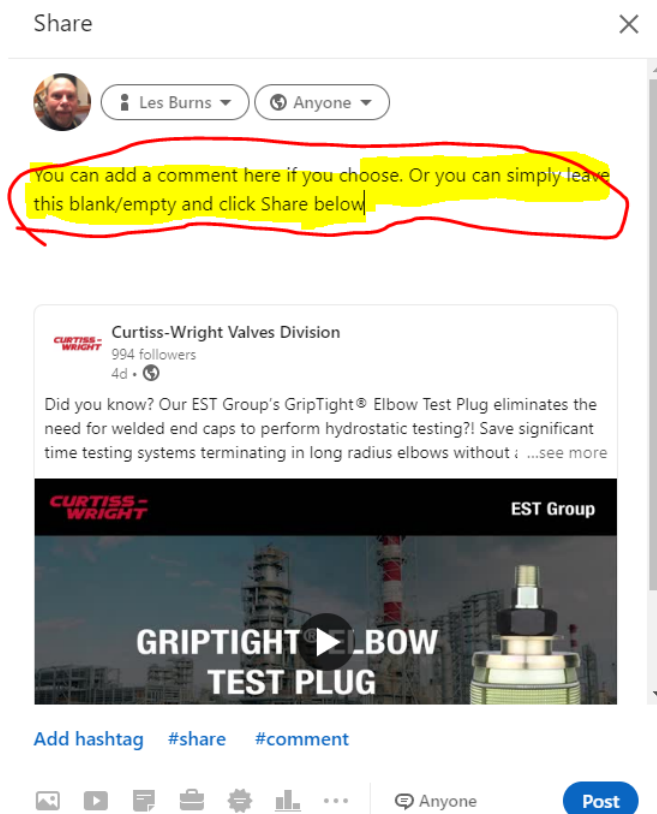 Share
Les Burns
Anyone
You can add a comment here if you choose. Or you can simply leave
this blank/empty and click Share below
CURTISS-
WRIGHT
Curtiss-Wright Valves Division
994 followers
4d •
Did you know? Our EST Group's GripTight® Elbow Test Plug eliminates the
need for welded end caps to perform hydrostatic testing?! Save significant
time testing systems terminating in long radius elbows without ...see more
CURTISS-
WRIGHT
EST Group
GRIPTIGHT® ELBOW
TEST PLUG
Add hashtag #share #comment
Anyone
Post